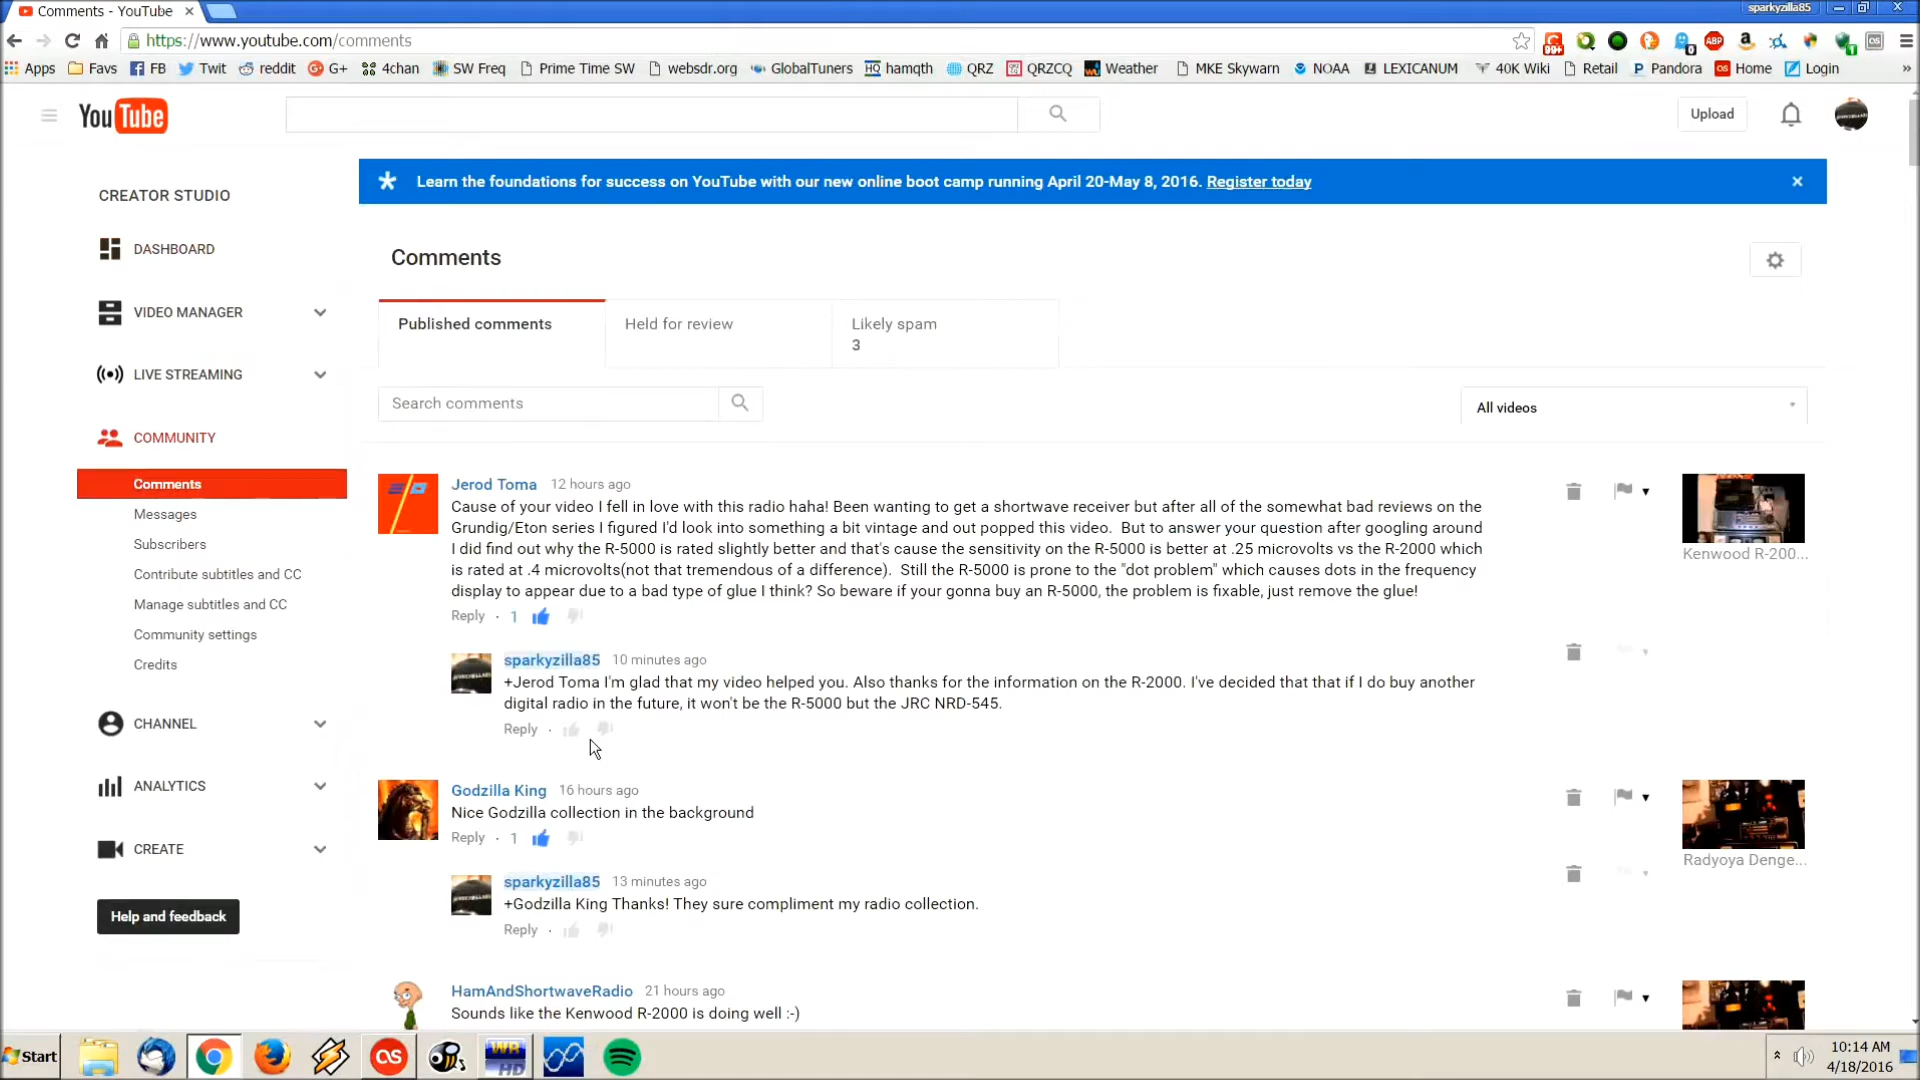 Comments - YouTube
sparkyzilla85
https://www.youtube.com/comments
Apps Favs FB Twit reddit G+ 4chan SW Freq Prime Time SW websdr.org GlobalTuners hamqth QRZ QRZCQ Weather MKE Skywarn NOAA LEXICANUM 40K Wiki Retail Pandora Home Login »
YouTube
Upload
CREATOR STUDIO
Learn the foundations for success on YouTube with our new online boot camp running April 20-May 8, 2016. Register today
DASHBOARD
VIDEO MANAGER
LIVE STREAMING
COMMUNITY
Comments
Messages
Subscribers
Contribute subtitles and CC
Manage subtitles and CC
Community settings
Credits
CHANNEL
ANALYTICS
CREATE
Help and feedback
Comments
Published comments
Held for review
Likely spam
3
Search comments
All videos
Jerod Toma 12 hours ago
Cause of your video I fell in love with this radio haha! Been wanting to get a shortwave receiver but after all of the somewhat bad reviews on the
Grundig/Eton series I figured I'd look into something a bit vintage and out popped this video. But to answer your question after googling around
I did find out why the R-5000 is rated slightly better and that's cause the sensitivity on the R-5000 is better at .25 microvolts vs the R-2000 which
is rated at .4 microvolts(not that tremendous of a difference). Still the R-5000 is prone to the "dot problem" which causes dots in the frequency
display to appear due to a bad type of glue I think? So beware if your gonna buy an R-5000, the problem is fixable, just remove the glue!
Reply · 1
Kenwood R-200...
sparkyzilla85 10 minutes ago
+Jerod Toma I'm glad that my video helped you. Also thanks for the information on the R-2000. I've decided that that if I do buy another
digital radio in the future, it won't be the R-5000 but the JRC NRD-545.
Reply ·
Godzilla King 16 hours ago
Nice Godzilla collection in the background
Reply · 1
Radyoya Denge...
sparkyzilla85 13 minutes ago
+Godzilla King Thanks! They sure compliment my radio collection.
Reply ·
HamAndShortwaveRadio 21 hours ago
Sounds like the Kenwood R-2000 is doing well :-)
Start
WR
HD
10:14 AM
4/18/2016